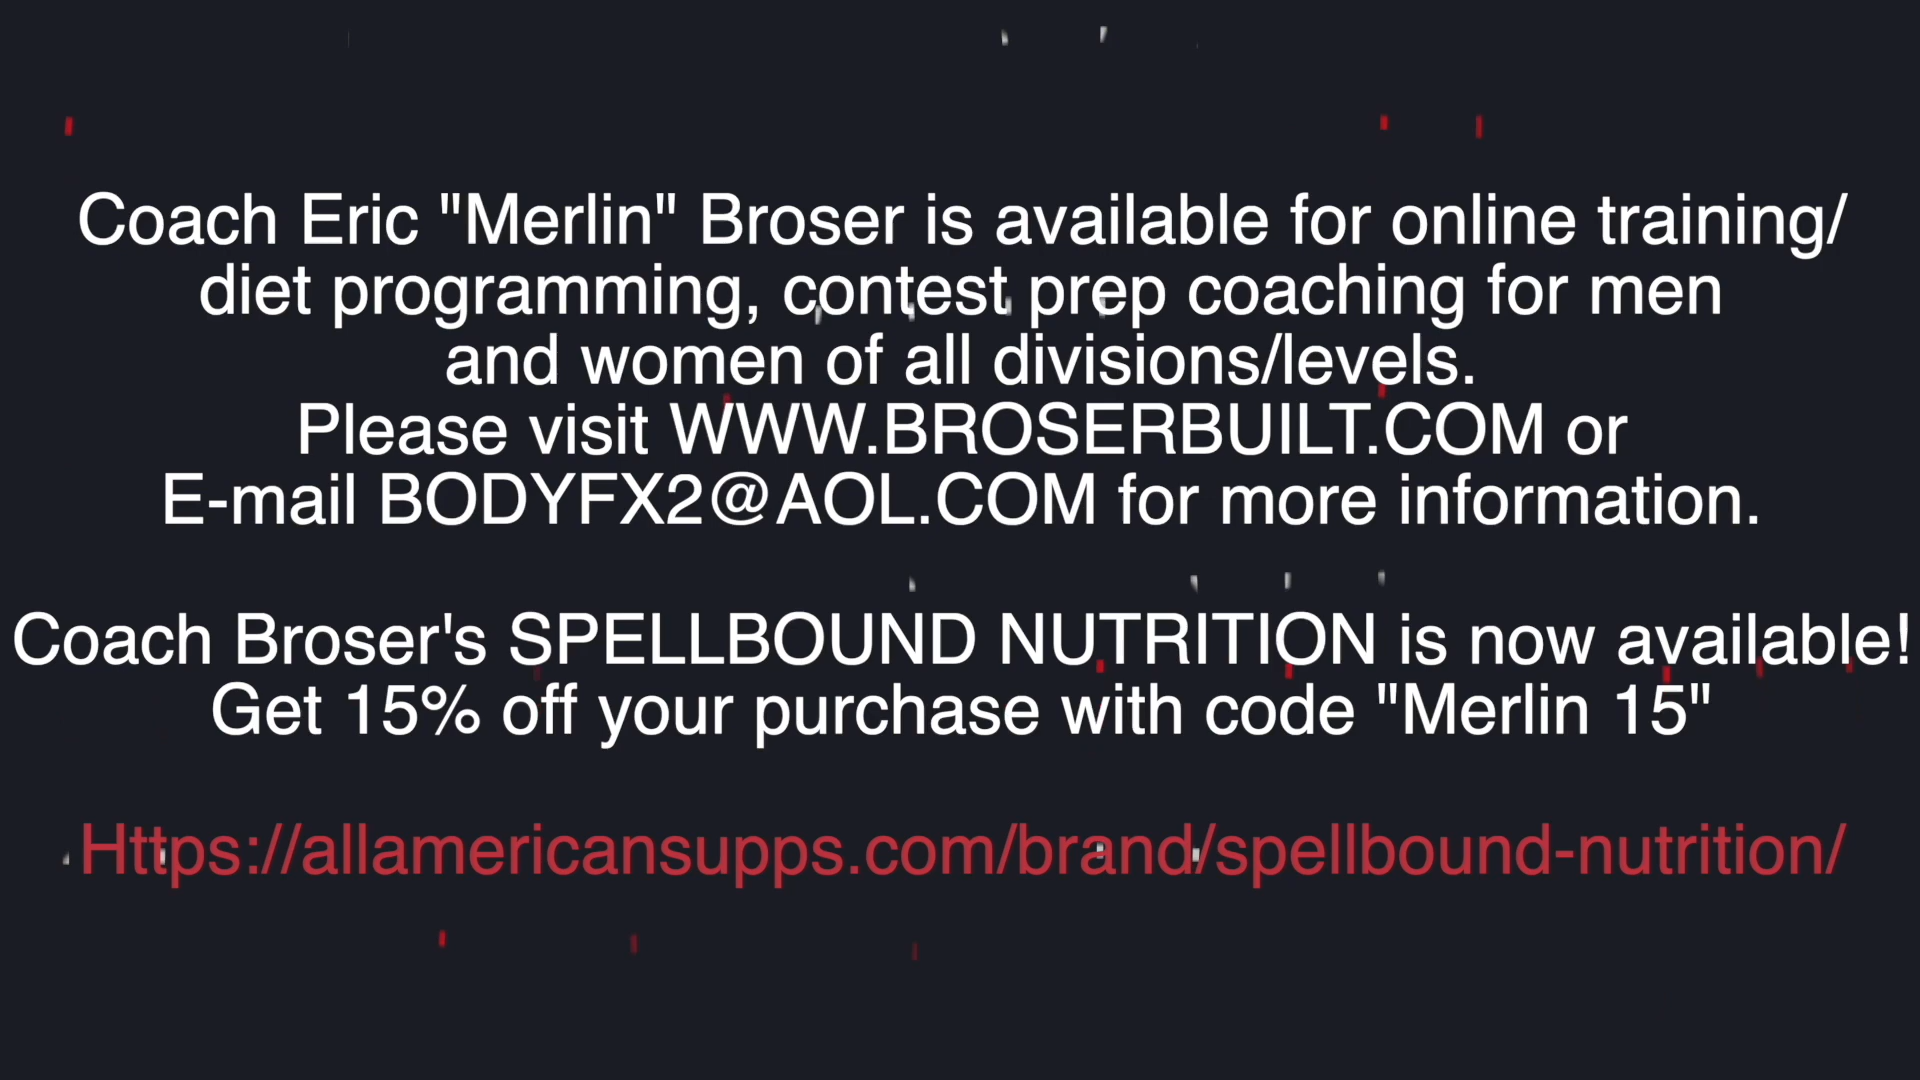 Coach Eric "Merlin" Broser is available for online training/
diet programming, contest prep coaching for men
and women of all divisions/levels.
Please visit WWW.BROSERBUILT.COM or
E-mail BODYFX2@AOL.COM for more information.
Coach Broser's SPELLBOUND NUTRITION is now available!
Get 15% off your purchase with code "Merlin 15"
Https://allamericansupps.com/brand/spellbound-nutrition/